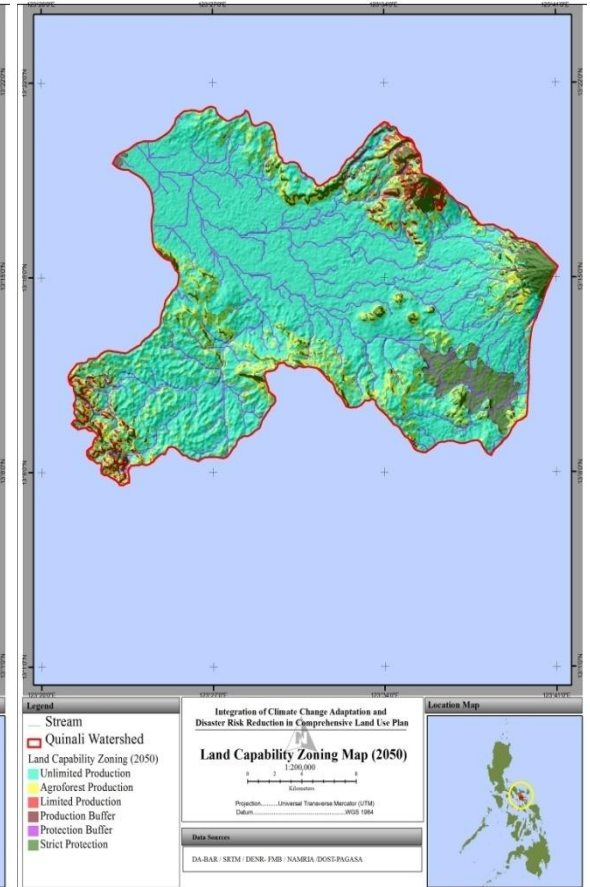 Legend
Stream
Quinali Watershed
Land Capability Zoning (2050)
Unlimited Production
Agroforest Production
Limited Production
Production Buffer
Protection Buffer
Strict Protection
Integration of Climate Change Adaptation and
Disaster Risk Reduction in Comprehensive Land Use Plan
Land Capability Zoning Map (2050)
1:200,000
Kilometers
Projection.........Universal Transverse Mercator (UTM)
Datum.........WGS 1984
Data Sources
DA-BAR / SRTM / DENR- FMB / NAMRIA /DOST-PAGASA
Location Map